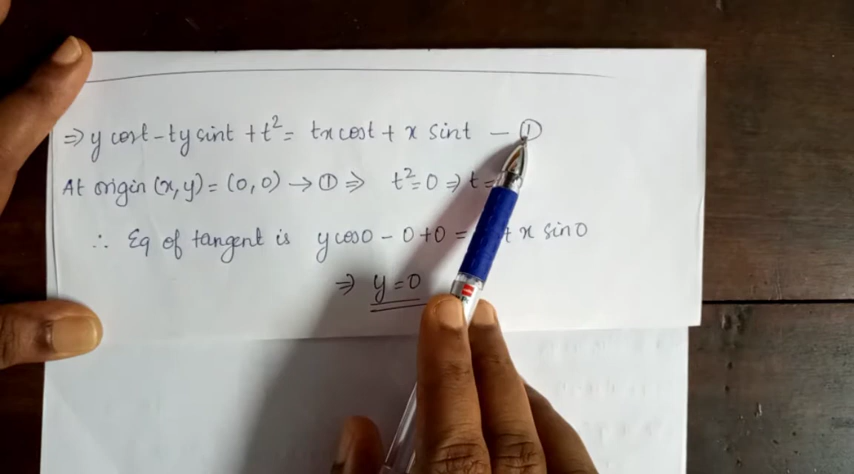 ⇒ y cost - ty sint + t² = tx cost + x sint - ①
At origin (x,y) = (0,0) → ① ⇒ t² = 0 ⇒ t =
∴ Eq of tangent is y cos0 - 0 + 0 = + x sin0
⇒ y = 0